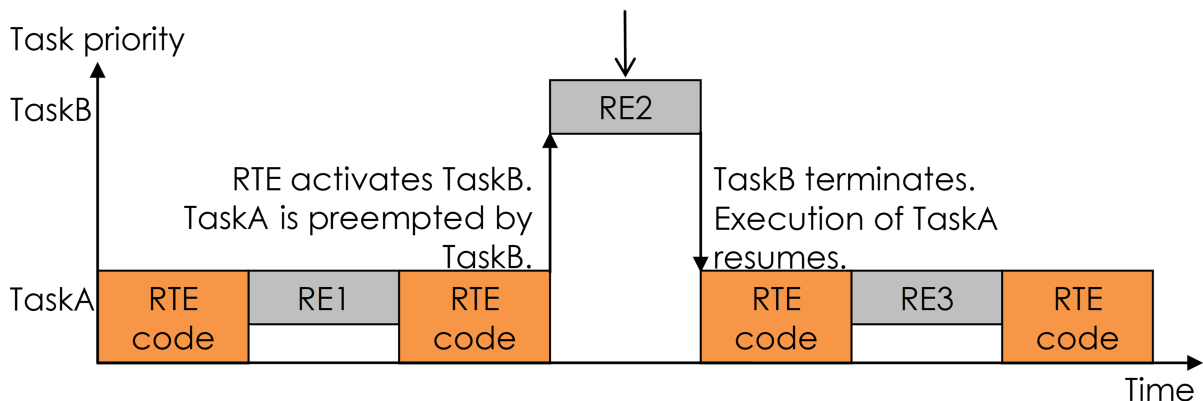 Task priority
TaskB
RE2
RTE activates TaskB.
TaskA is preempted by
TaskB.
TaskB terminates.
Execution of TaskA
resumes.
TaskA
RTE
code
RE1
RTE
code
RTE
code
RE3
RTE
code
Time